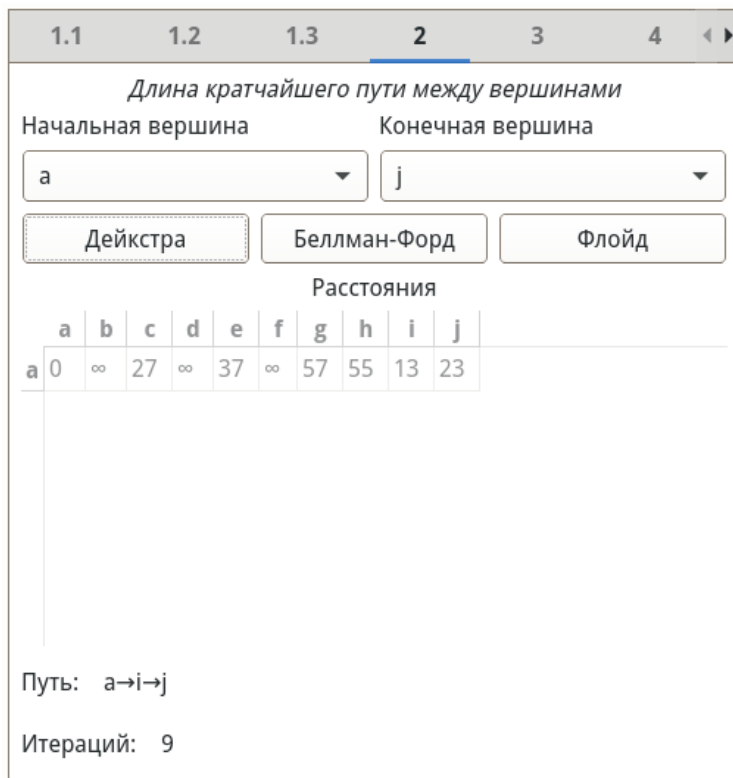 1.1 1.2 1.3 2 3 4
Длина кратчайшего пути между вершинами
Начальная вершина Конечная вершина
a j
Дейкстра Беллман-Форд Флойд
Расстояния
a b c d e f g h i j
a 0 ∞ 27 ∞ 37 ∞ 57 55 13 23
Путь: a→i→j
Итераций: 9